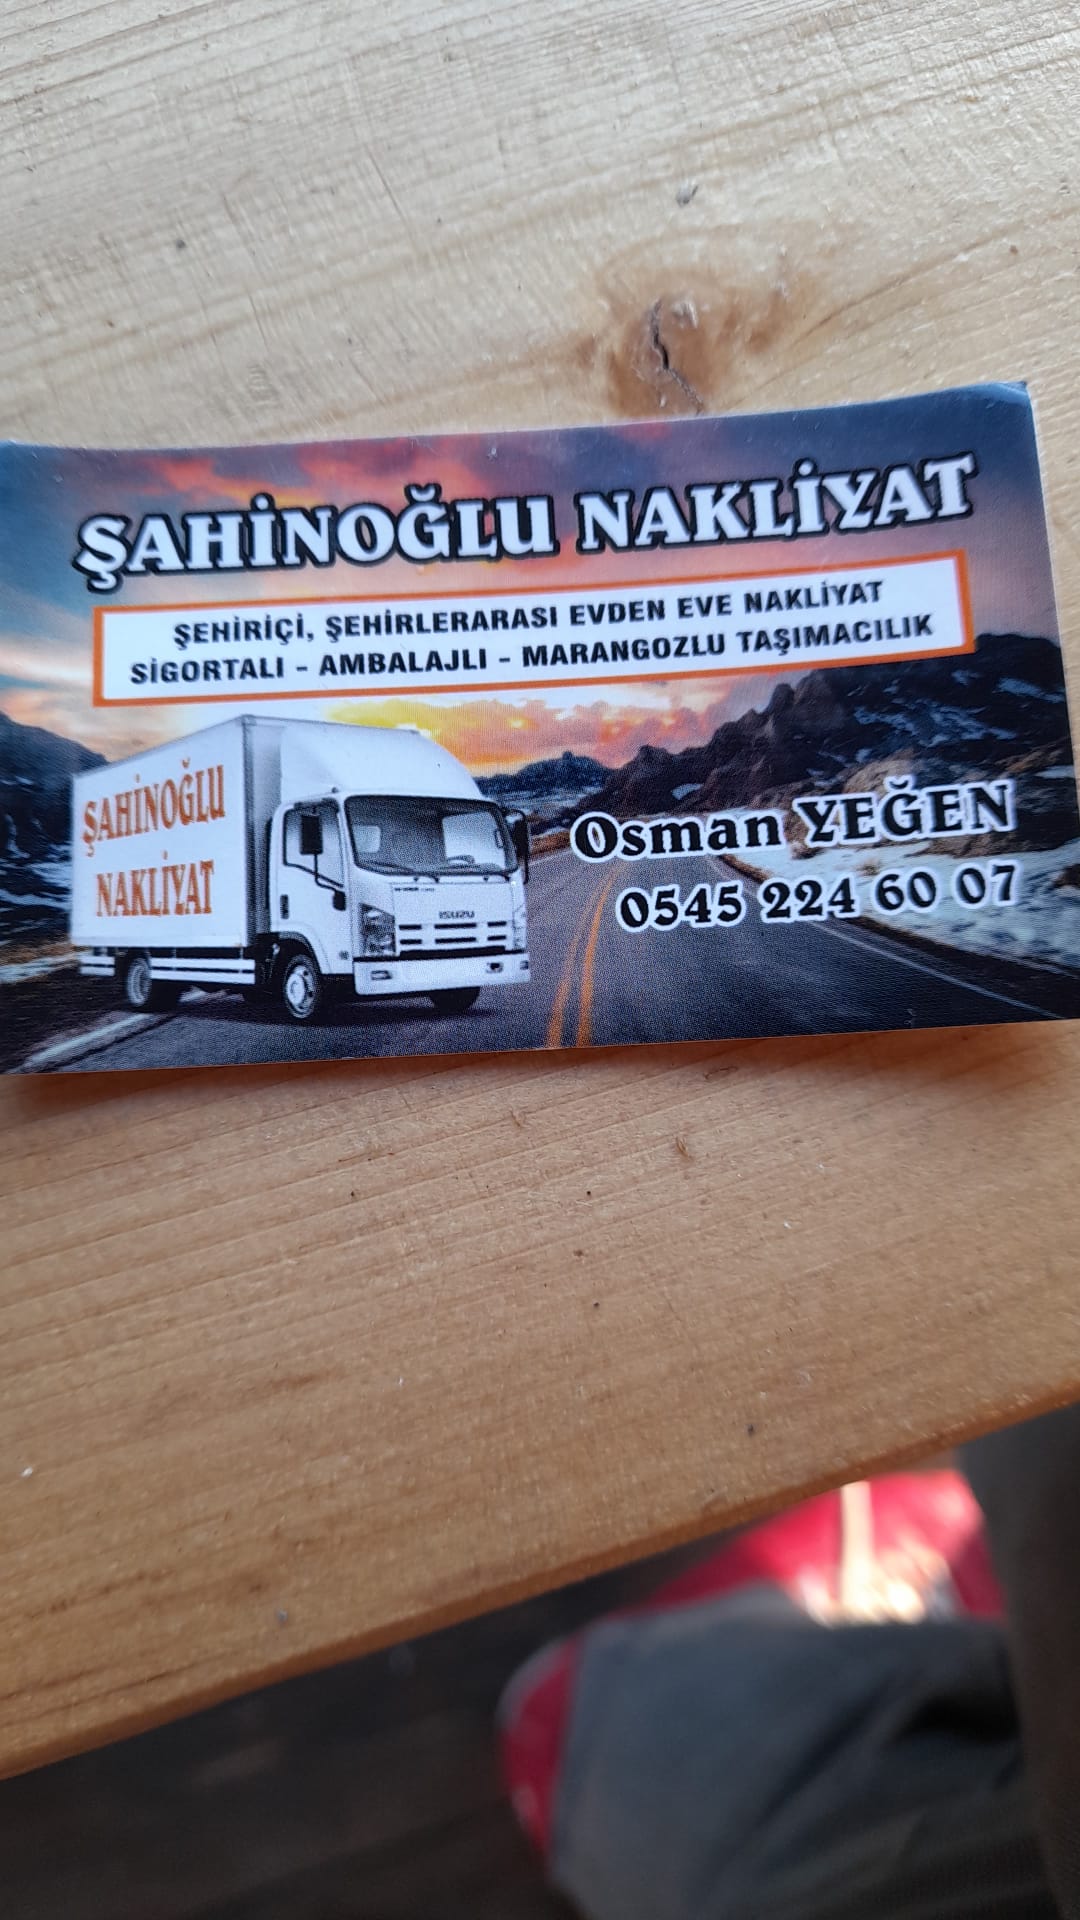 ŞAHİNOĞLU NAKLİYAT
ŞEHİRİÇİ, ŞEHİRLERARASI EVDEN EVE NAKLİYAT
SİGORTALI - AMBALAJLI - MARANGOZLU TAŞIMACILIK
ŞAHİNOĞLU
NAKLİYAT
ISUZU
Osman YEĞEN
0545 224 60 07